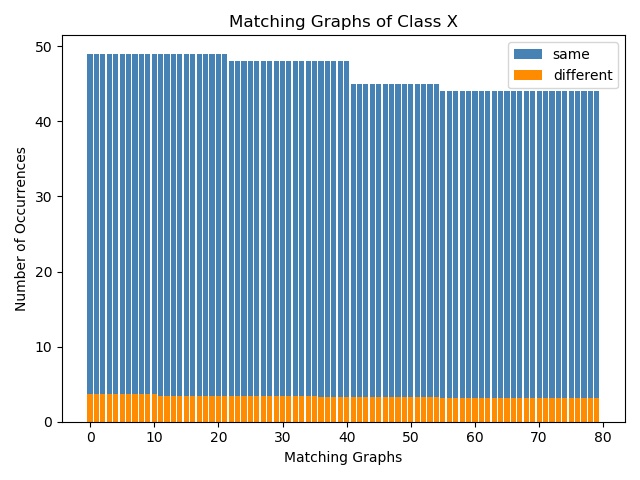 Matching Graphs of Class X
same
different
Number of Occurrences
50
40
30
20
10
0
0 10 20 30 40 50 60 70 80
Matching Graphs